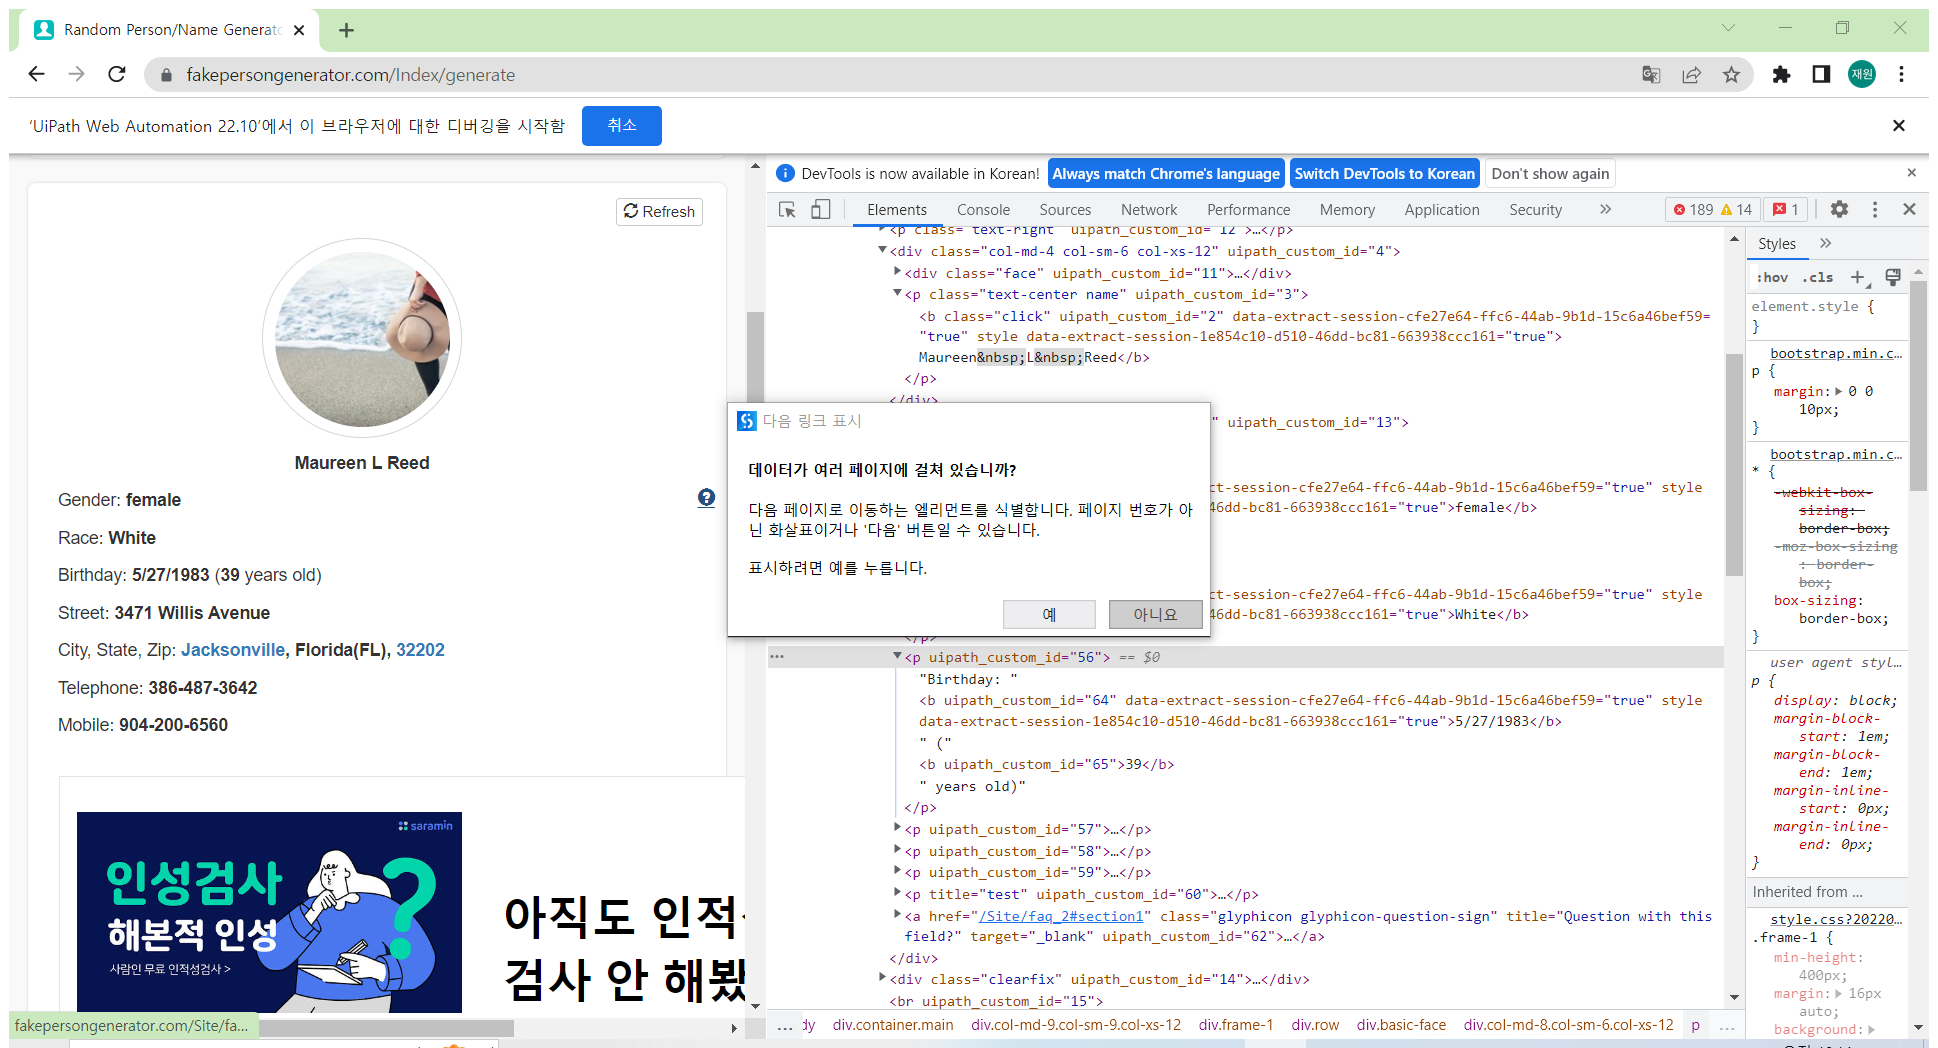 Random Person/Name Generato
fakepersongenerator.com/Index/generate
재원
'UiPath Web Automation 22.10'에서 이 브라우저에 대한 디버깅을 시작함
취소
Refresh
Maureen L Reed
Gender: female
Race: White
Birthday: 5/27/1983 (39 years old)
Street: 3471 Willis Avenue
City, State, Zip: Jacksonville, Florida(FL), 32202
Telephone: 386-487-3642
Mobile: 904-200-6560
saramin
인성검사
해본적 인성
사람인 무료 인적성검사 >
?
아직도 인적
검사 안 해봤
fakepersongenerator.com/Site/fa...
DevTools is now available in Korean!
Always match Chrome's language
Switch DevTools to Korean
Don't show again
Elements Console Sources Network Performance Memory Application Security
189 14 1
<p class="text-right" uipath_custom_id="12">…</p>
<div class="col-md-4 col-sm-6 col-xs-12" uipath_custom_id="4">
<div class="face" uipath_custom_id="11">…</div>
<p class="text-center name" uipath_custom_id="3">
<b class="click" uipath_custom_id="2" data-extract-session-cfe27e64-ffc6-44ab-9b1d-15c6a46bef59=
"true" style data-extract-session-1e854c10-d510-46dd-bc81-663938ccc161="true">
Maureen&nbsp;L&nbsp;Reed</b>
</p>
</div>
" uipath_custom_id="13">
다음 링크 표시
데이터가 여러 페이지에 걸쳐 있습니까?
다음 페이지로 이동하는 엘리먼트를 식별합니다. 페이지 번호가 아
닌 화살표이거나 '다음' 버튼일 수 있습니다.
표시하려면 예를 누릅니다.
예
아니요
ct-session-cfe27e64-ffc6-44ab-9b1d-15c6a46bef59="true" style
46dd-bc81-663938ccc161="true">female</b>
ct-session-cfe27e64-ffc6-44ab-9b1d-15c6a46bef59="true" style
46dd-bc81-663938ccc161="true">White</b>
</p>
<p uipath_custom_id="56"> == $0
"Birthday: "
<b uipath_custom_id="64" data-extract-session-cfe27e64-ffc6-44ab-9b1d-15c6a46bef59="true" style
data-extract-session-1e854c10-d510-46dd-bc81-663938ccc161="true">5/27/1983</b>
" ("
<b uipath_custom_id="65">39</b>
" years old)"
</p>
<p uipath_custom_id="57">…</p>
<p uipath_custom_id="58">…</p>
<p uipath_custom_id="59">…</p>
<p title="test" uipath_custom_id="60">…</p>
<a href="/Site/faq_2#section1" class="glyphicon glyphicon-question-sign" title="Question with this
field?" target="_blank" uipath_custom_id="62">…</a>
</div>
<div class="clearfix" uipath_custom_id="14">…</div>
<br uipath_custom_id="15">
... dy div.container.main div.col-md-9.col-sm-9.col-xs-12 div.frame-1 div.row div.basic-face div.col-md-8.col-sm-6.col-xs-12 p ...
Styles
:hov .cls
element.style {
}
bootstrap.min.c…
p {
margin: 0 0
10px;
}
bootstrap.min.c…
* {
-webkit-box-
sizing:
border-box;
-moz-box-sizing
: border-
box;
box-sizing:
border-box;
}
user agent styl…
p {
display: block;
margin-block-
start: 1em;
margin-block-
end: 1em;
margin-inline-
start: 0px;
margin-inline-
end: 0px;
}
Inherited from ...
style.css?20220…
.frame-1 {
min-height:
400px;
margin: 16px
auto;
background: